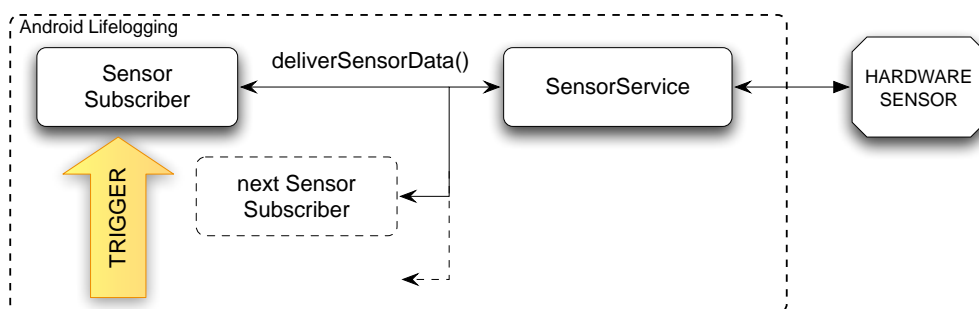 Android Lifelogging
Sensor
Subscriber
deliverSensorData()
SensorService
HARDWARE
SENSOR
next Sensor
Subscriber
TRIGGER